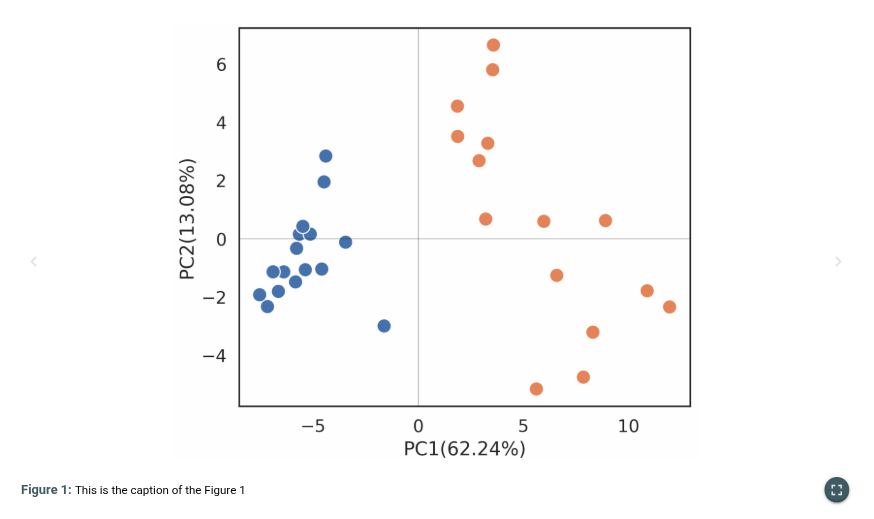 6
4
2
0
−2
−4
PC2(13.08%)
−5 0 5 10
PC1(62.24%)
Figure 1: This is the caption of the Figure 1